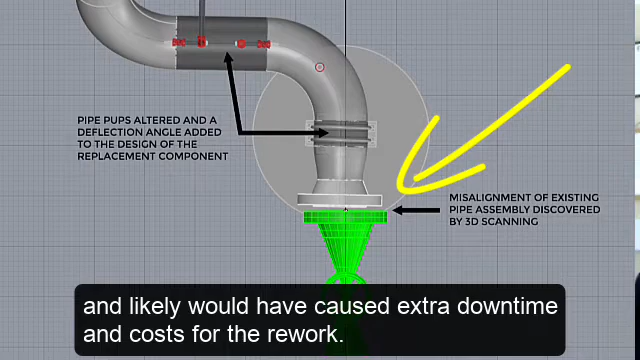 PIPE PUPS ALTERED AND A
DEFLECTION ANGLE ADDED
TO THE DESIGN OF THE
REPLACEMENT COMPONENT
MISALIGNMENT OF EXISTING
PIPE ASSEMBLY DISCOVERED
BY 3D SCANNING
and likely would have caused extra downtime
and costs for the rework.